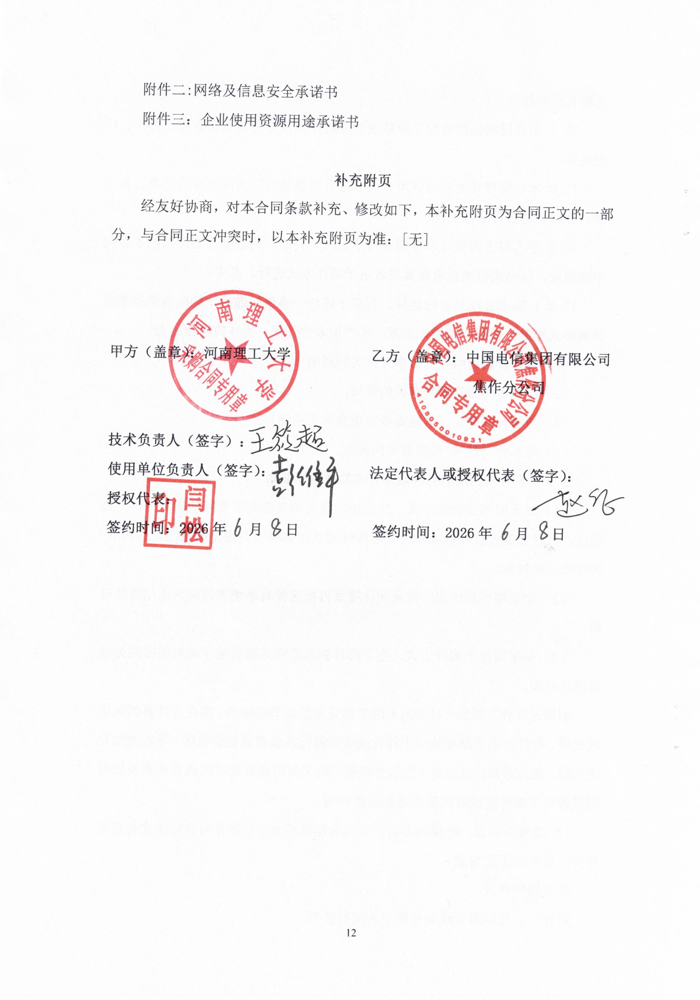 附件二:网络及信息安全承诺书
附件三：企业使用资源用途承诺书
补充附页
经友好协商，对本合同条款补充、修改如下，本补充附页为合同正文的一部
分，与合同正文冲突时，以本补充附页为准：[无]
河南理工大学
采购合同专用章
甲方（盖章）：河南理工大学
中国电信集团有限公司焦作分公司
合同专用章
4108050010931
乙方（盖章）：中国电信集团有限公司
焦作分公司
技术负责人（签字）：王
超
使用单位负责人（签字）：彭维
法定代表人或授权代表（签字）：
赵
授权代表：
闫松印
签约时间：2026 年 6 月 8 日
签约时间：2026 年 6 月 8 日
12